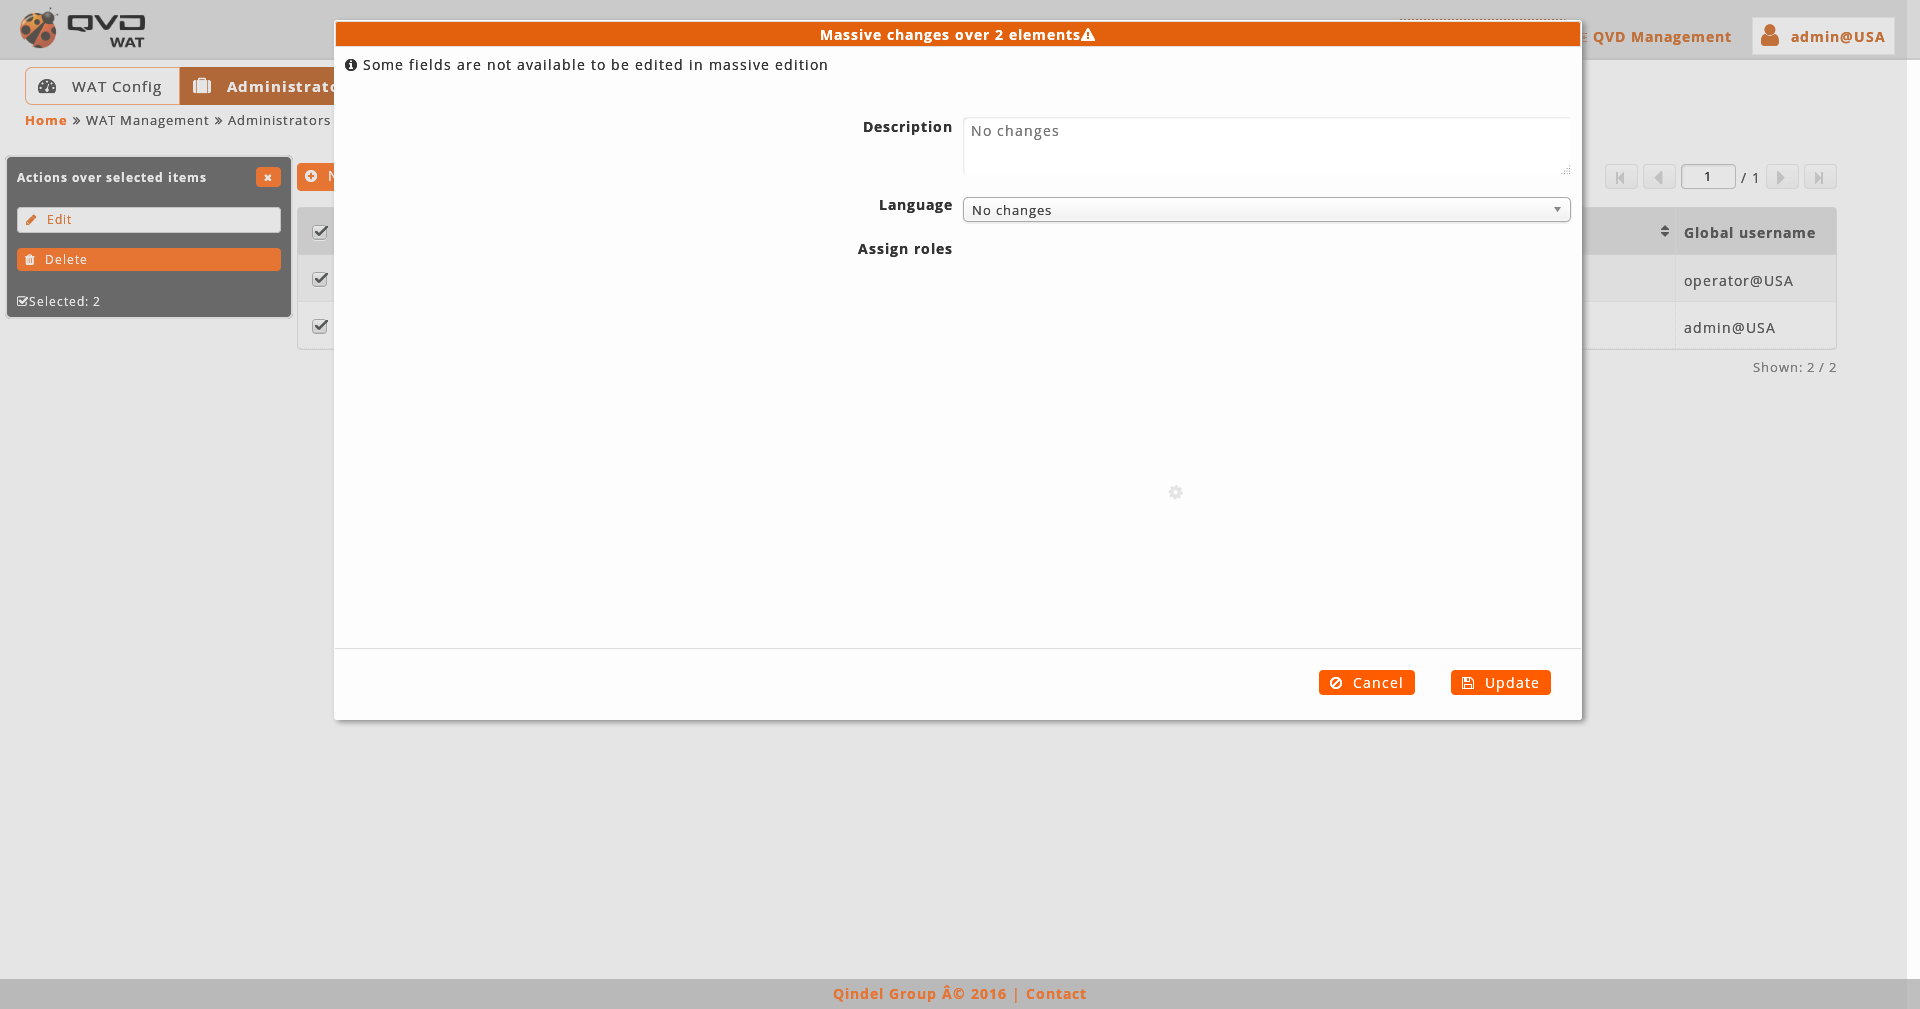 QVD
WAT
QVD Management
admin@USA
Massive changes over 2 elements
Some fields are not available to be edited in massive edition
WAT Config
Administrato
Home » WAT Management » Administrators
Description
No changes
Actions over selected items
Edit
Delete
Selected: 2
1 / 1
Language
No changes
Assign roles
Global username
operator@USA
admin@USA
Shown: 2 / 2
Cancel
Update
Qindel Group Â© 2016 | Contact